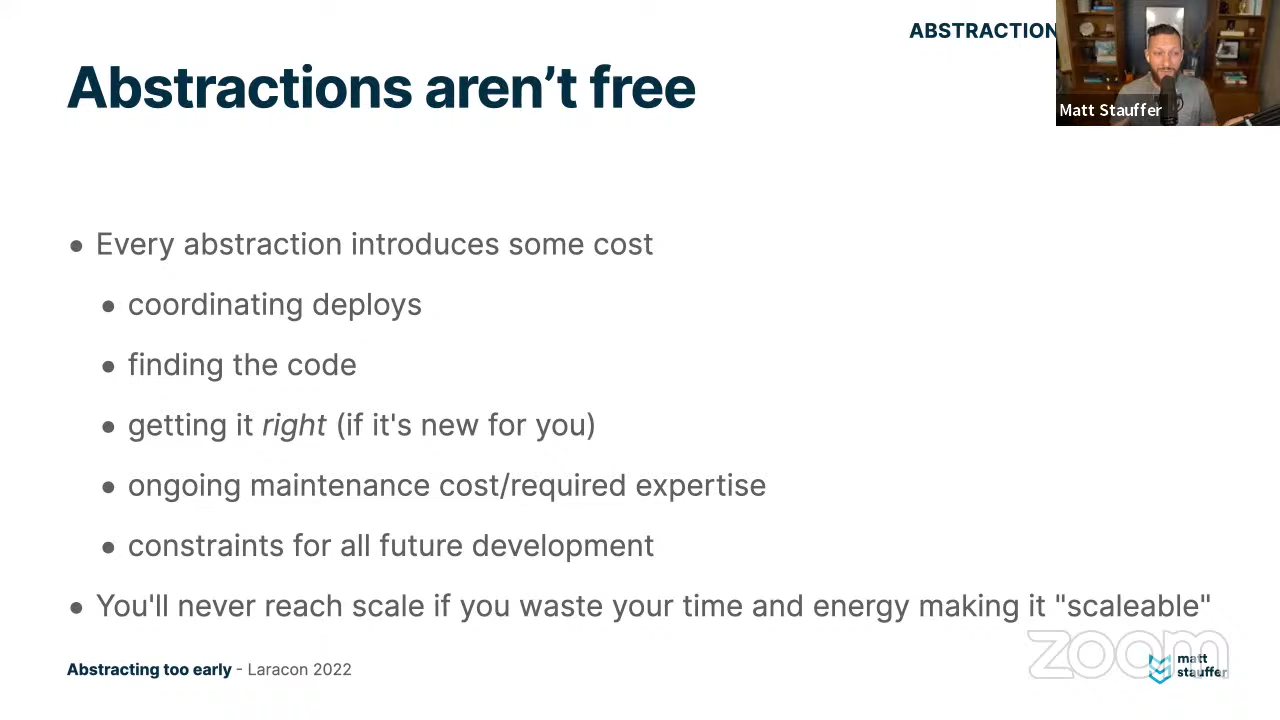 ABSTRACTION
Matt Stauffer
Abstractions aren’t free
• Every abstraction introduces some cost
• coordinating deploys
• finding the code
• getting it right (if it's new for you)
• ongoing maintenance cost/required expertise
• constraints for all future development
• You'll never reach scale if you waste your time and energy making it "scaleable"
Abstracting too early - Laracon 2022
zoom
matt
stauffer